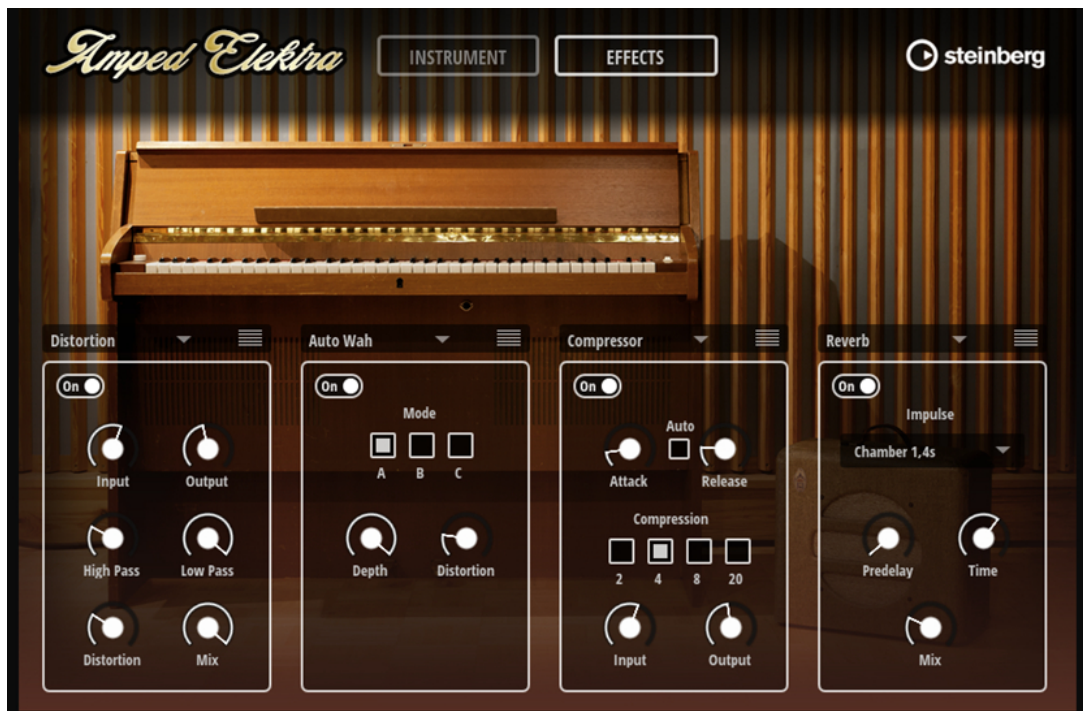 Amped Elektra
INSTRUMENT
EFFECTS
steinberg
Distortion
Auto Wah
Compressor
Reverb
On
Input
Output
High Pass
Low Pass
Distortion
Mix
On
Mode
A B C
Depth
Distortion
On
Auto
Attack
Release
Compression
2 4 8 20
Input
Output
On
Impulse
Chamber 1,4s
Predelay
Time
Mix